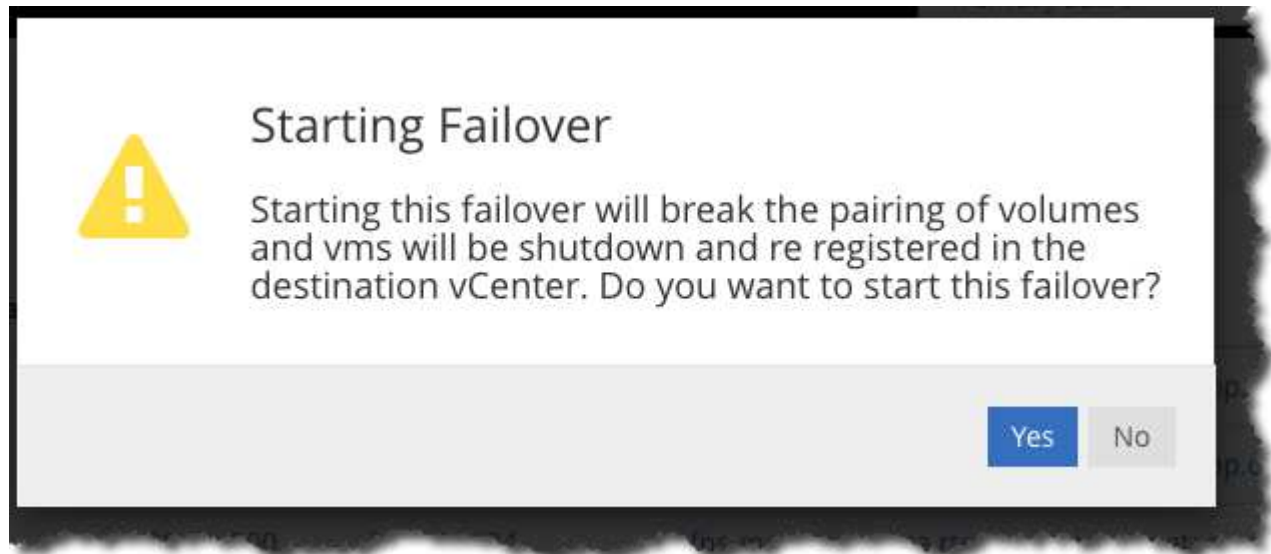 Starting Failover
Starting this failover will break the pairing of volumes
and vms will be shutdown and re registered in the
destination vCenter. Do you want to start this failover?
Yes
No